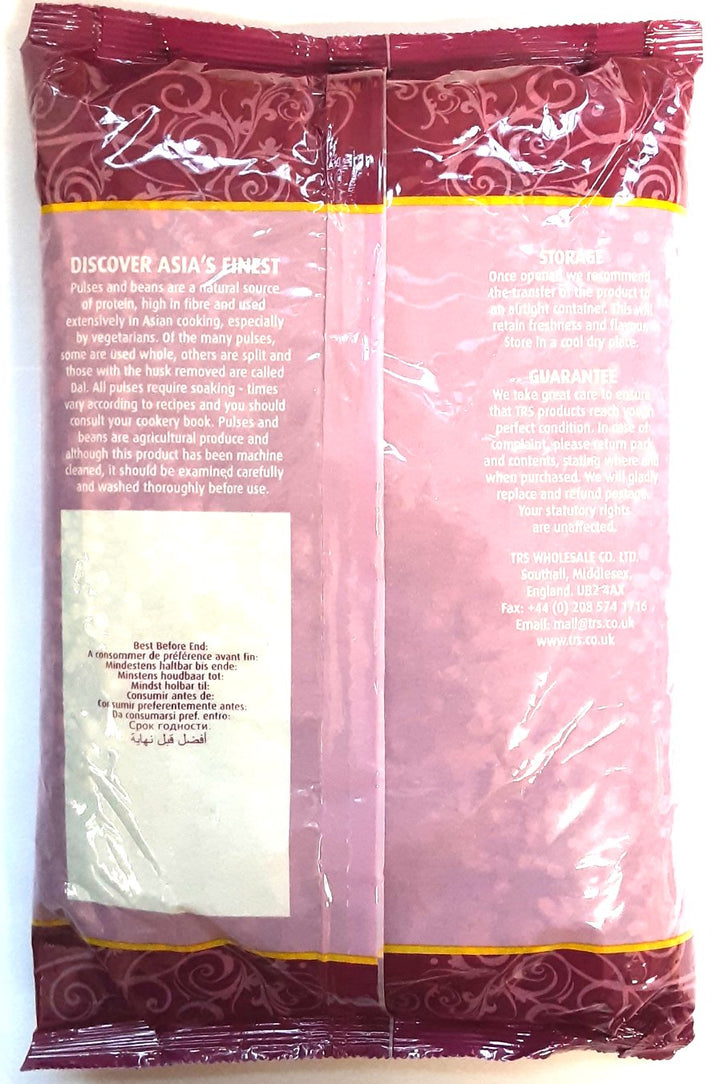 DISCOVER ASIA'S FINEST
Pulses and beans are a natural source
of protein, high in fibre and used
extensively in Asian cooking, especially
by vegetarians. Of the many pulses,
some are used whole, others are split and
those with the husk removed are called
Dal. All pulses require soaking - times
vary according to recipes and you should
consult your cookery book. Pulses and
beans are agricultural produce and
although this product has been machine
cleaned, it should be examined carefully
and washed thoroughly before use.
Best Before End:
A consommer de préférence avant fin:
Mindestens haltbar bis ende:
Minstens houdbaar tot:
Mindst holbar til:
Consumir antes de:
Consumir preferentemente antes:
Da consumarsi pref. entro:
Срок годности:
أفضل قبل نهاية
STORAGE
Once opened we recommend
the transfer of the product to
an airtight container. This will
retain freshness and flavour.
Store in a cool dry place.
GUARANTEE
We take great care to ensure
that TRS products reach you in
perfect condition. In case of
complaint, please return pack
and contents, stating where and
when purchased. We will gladly
replace and refund postage.
Your statutory rights
are unaffected.
TRS WHOLESALE CO. LTD.
Southall, Middlesex,
England. UB2 4AX
Fax: +44 (0) 208 574 1716
Email: mail@trs.co.uk
www.trs.co.uk